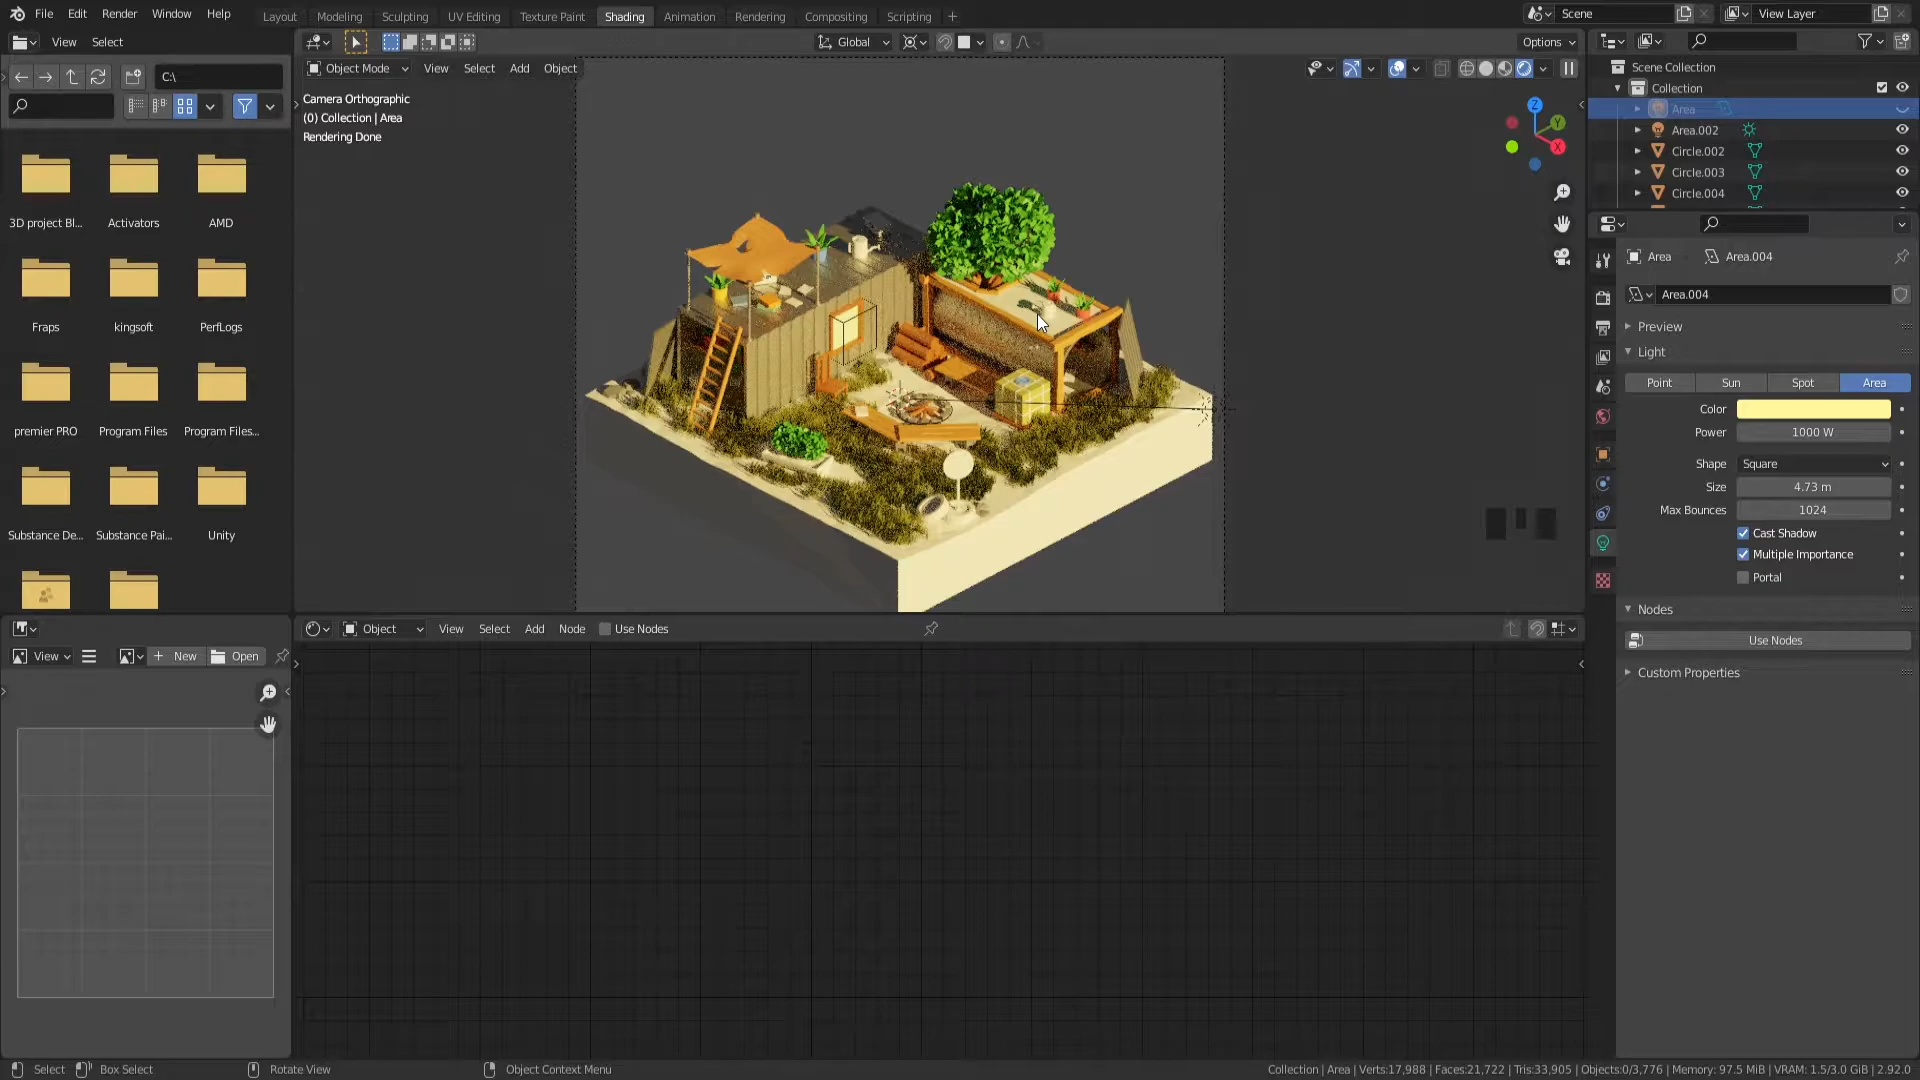 File Edit Render Window Help
Layout Modeling Sculpting UV Editing Texture Paint Shading Animation Rendering Compositing Scripting
Scene
View Layer
View Select
Global
Options
C:\
Object Mode View Select Add Object
Camera Orthographic
(0) Collection | Area
Rendering Done
Z
Y
X
Scene Collection
Collection
Area
Area.002
Circle.002
Circle.003
Circle.004
3D project Bl... Activators AMD
Fraps kingsoft PerfLogs
premier PRO Program Files Program Files...
Substance De... Substance Pai... Unity
Area Area.004
Area.004
Preview
Light
Point Sun Spot Area
Color
Power 1000 W
Shape Square
Size 4.73 m
Max Bounces 1024
Cast Shadow
Multiple Importance
Portal
Nodes
Use Nodes
Custom Properties
Object View Select Add Node Use Nodes
View New Open
Select Box Select Rotate View Object Context Menu
Collection | Area | Verts:17,988 | Faces:21,722 | Tris:33,905 | Objects:0/3,776 | Memory: 97.5 MiB | VRAM: 1.5/3.0 GiB | 2.92.0